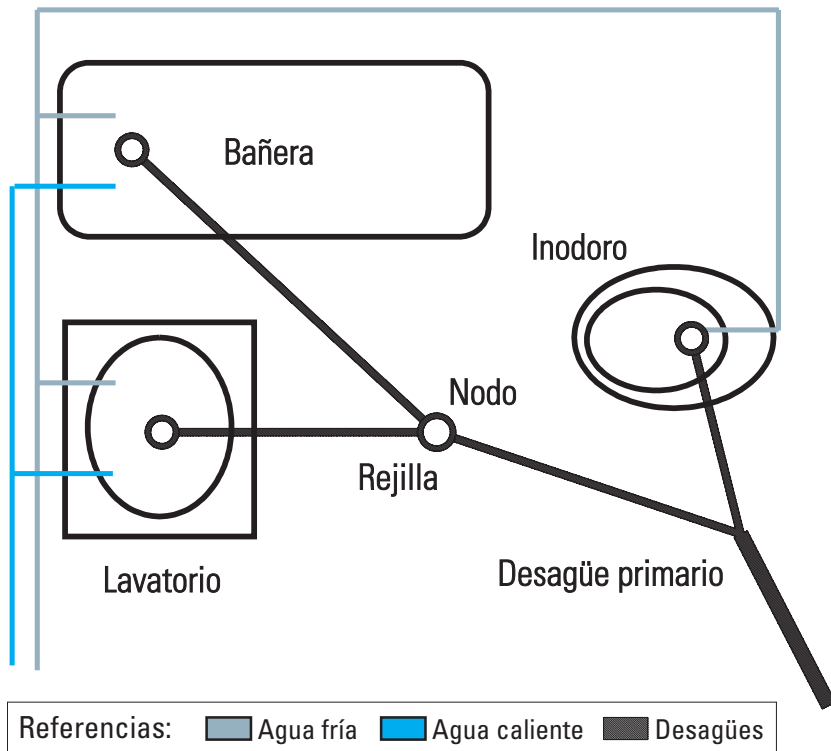 Bañera
Inodoro
Nodo
Rejilla
Lavatorio
Desagüe primario
Referencias: Agua fría Agua caliente Desagües